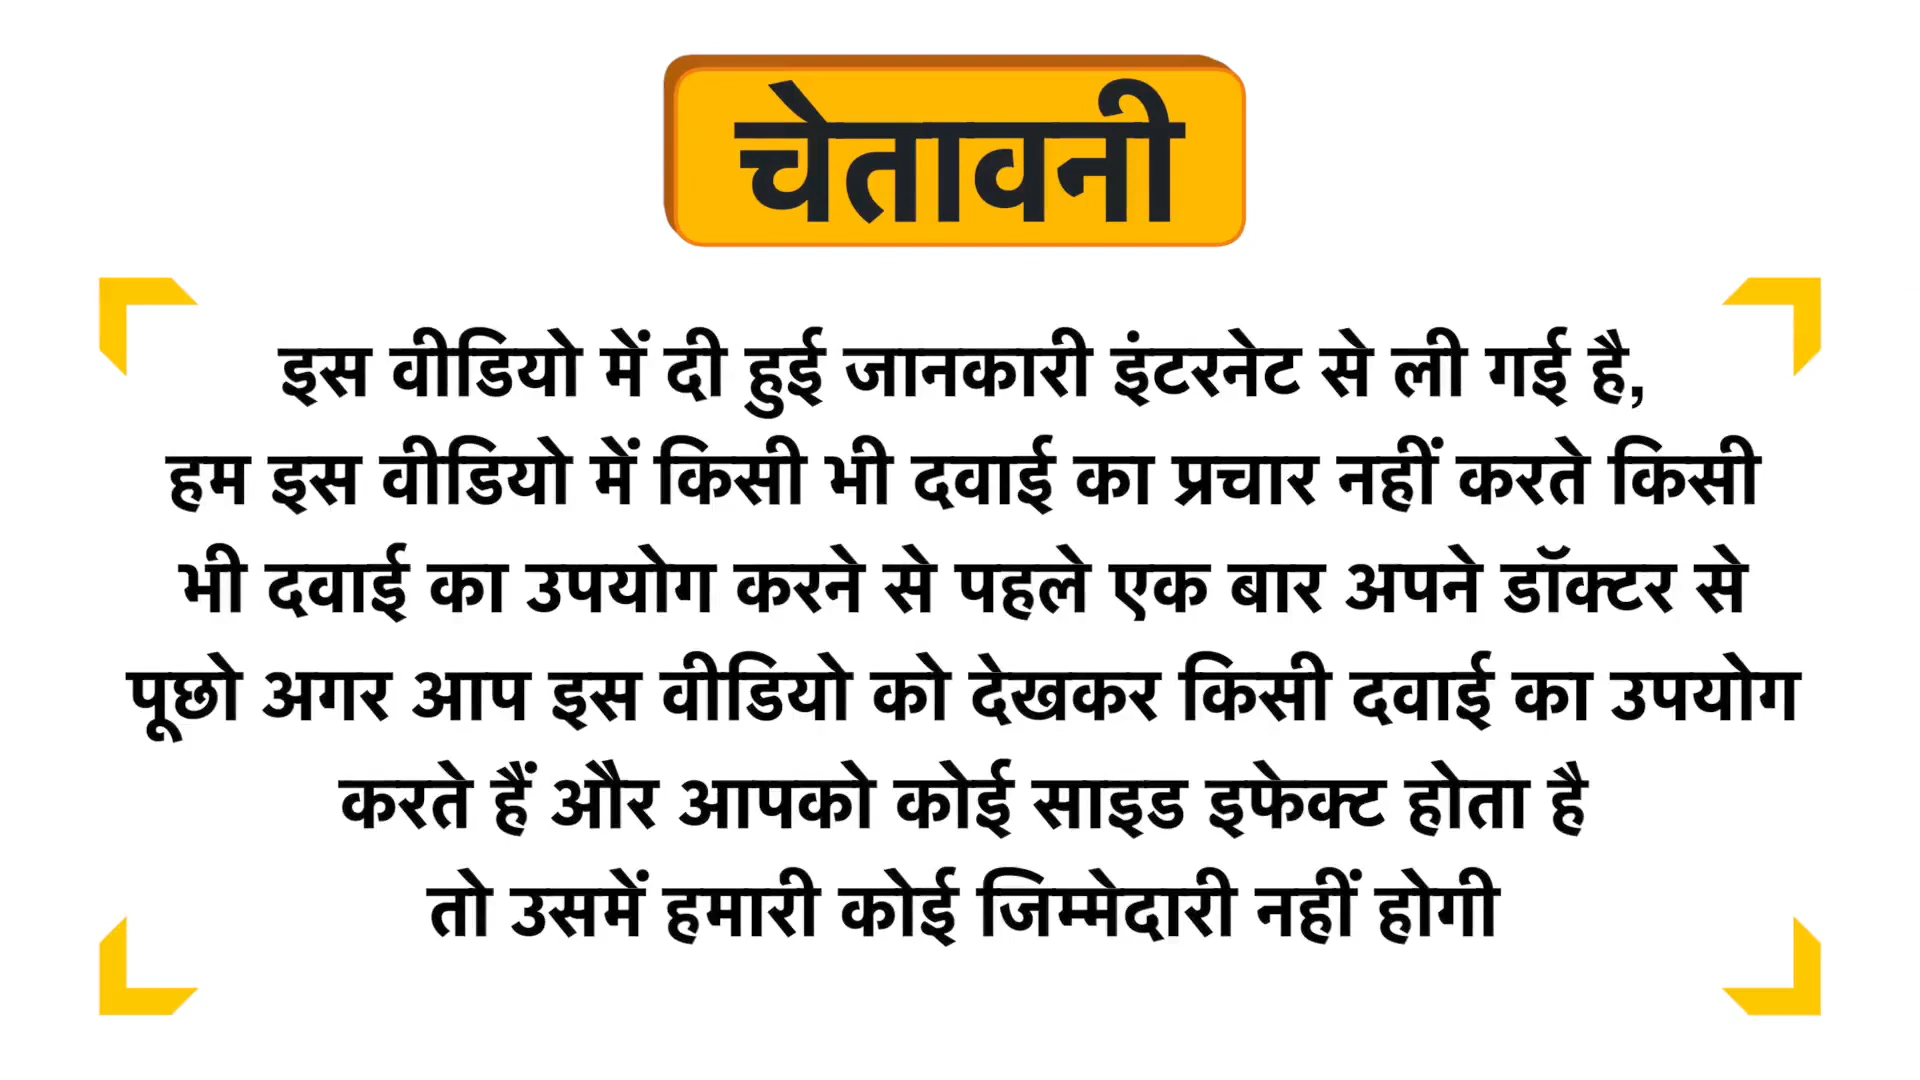 चेतावनी
इस वीडियो में दी हुई जानकारी इंटरनेट से ली गई है,
हम इस वीडियो में किसी भी दवाई का प्रचार नहीं करते किसी
भी दवाई का उपयोग करने से पहले एक बार अपने डॉक्टर से
पूछो अगर आप इस वीडियो को देखकर किसी दवाई का उपयोग
करते हैं और आपको कोई साइड इफेक्ट होता है
तो उसमें हमारी कोई जिम्मेदारी नहीं होगी